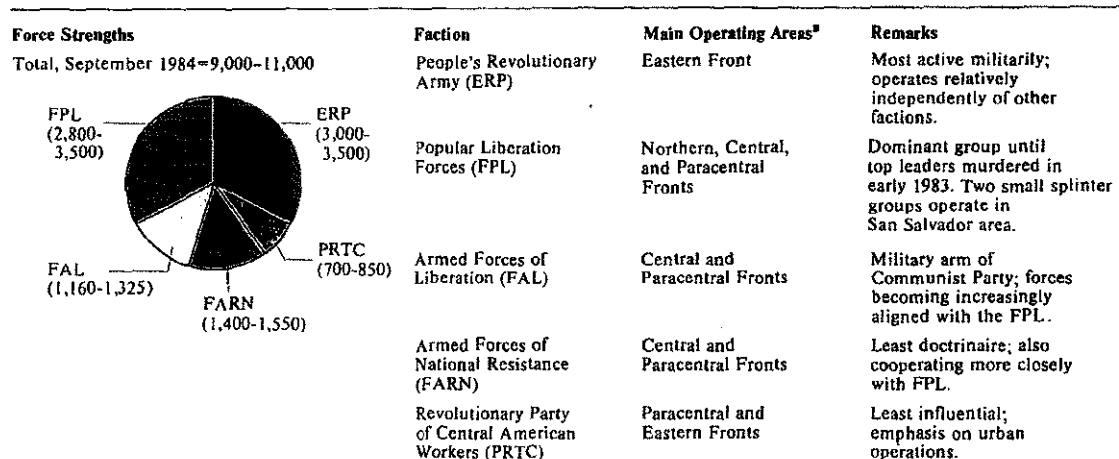 Force Strengths
Total, September 1984=9,000-11,000
FPL
(2,800-
3,500)
ERP
(3,000-
3,500)
PRTC
(700-850)
FARN
(1,400-1,550)
FAL
(1,160-1,325)
Faction
Main Operating Areasª
Remarks
People's Revolutionary
Army (ERP)
Eastern Front
Most active militarily;
operates relatively
independently of other
factions.
Popular Liberation
Forces (FPL)
Northern, Central,
and Paracentral
Fronts
Dominant group until
top leaders murdered in
early 1983. Two small splinter
groups operate in
San Salvador area.
Armed Forces of
Liberation (FAL)
Central and
Paracentral Fronts
Military arm of
Communist Party; forces
becoming increasingly
aligned with the FPL.
Armed Forces of
National Resistance
(FARN)
Central and
Paracentral Fronts
Least doctrinaire; also
cooperating more closely
with FPL.
Revolutionary Party
of Central American
Workers (PRTC)
Paracentral and
Eastern Fronts
Least influential;
emphasis on urban
operations.